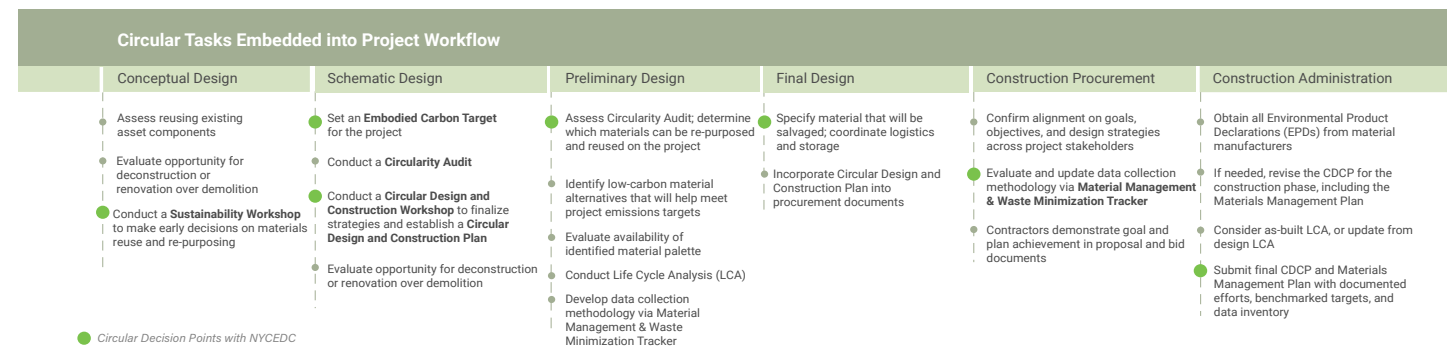 Circular Tasks Embedded into Project Workflow
Conceptual Design
Assess reusing existing
asset components
Evaluate opportunity for
deconstruction or
renovation over demolition
Conduct a Sustainability Workshop
to make early decisions on materials
reuse and re-purposing
Schematic Design
Set an Embodied Carbon Target
for the project
Conduct a Circularity Audit
Conduct a Circular Design and
Construction Workshop to finalize
strategies and establish a Circular
Design and Construction Plan
Evaluate opportunity for deconstruction
or renovation over demolition
Preliminary Design
Assess Circularity Audit; determine
which materials can be re-purposed
and reused on the project
Identify low-carbon material
alternatives that will help meet
project emissions targets
Evaluate availability of
identified material palette
Conduct Life Cycle Analysis (LCA)
Develop data collection
methodology via Material
Management & Waste
Minimization Tracker
Final Design
Specify material that will be
salvaged; coordinate logistics
and storage
Incorporate Circular Design and
Construction Plan into
procurement documents
Construction Procurement
Confirm alignment on goals,
objectives, and design strategies
across project stakeholders
Evaluate and update data collection
methodology via Material Management
& Waste Minimization Tracker
Contractors demonstrate goal and
plan achievement in proposal and bid
documents
Construction Administration
Obtain all Environmental Product
Declarations (EPDs) from material
manufacturers
If needed, revise the CDCP for the
construction phase, including the
Materials Management Plan
Consider as-built LCA, or update from
design LCA
Submit final CDCP and Materials
Management Plan with documented
efforts, benchmarked targets, and
data inventory
Circular Decision Points with NYCEDC